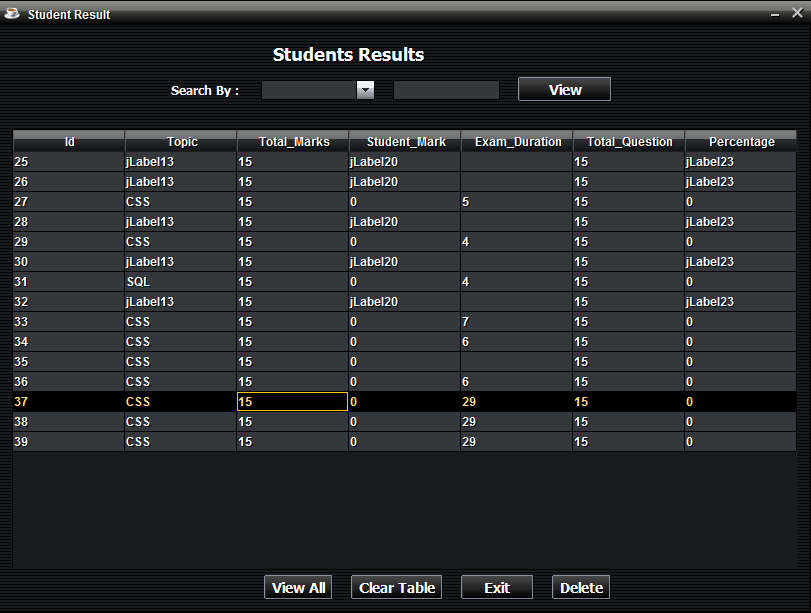 Student Result
Students Results
Search By :
View
Id Topic Total_Marks Student_Mark Exam_Duration Total_Question Percentage
25 jLabel13 15 jLabel20 15 jLabel23
26 jLabel13 15 jLabel20 15 jLabel23
27 CSS 15 0 5 15 0
28 jLabel13 15 jLabel20 15 jLabel23
29 CSS 15 0 4 15 0
30 jLabel13 15 jLabel20 15 jLabel23
31 SQL 15 0 4 15 0
32 jLabel13 15 jLabel20 15 jLabel23
33 CSS 15 0 7 15 0
34 CSS 15 0 6 15 0
35 CSS 15 0 15 0
36 CSS 15 0 6 15 0
37 CSS 15 0 29 15 0
38 CSS 15 0 29 15 0
39 CSS 15 0 29 15 0
View All Clear Table Exit Delete